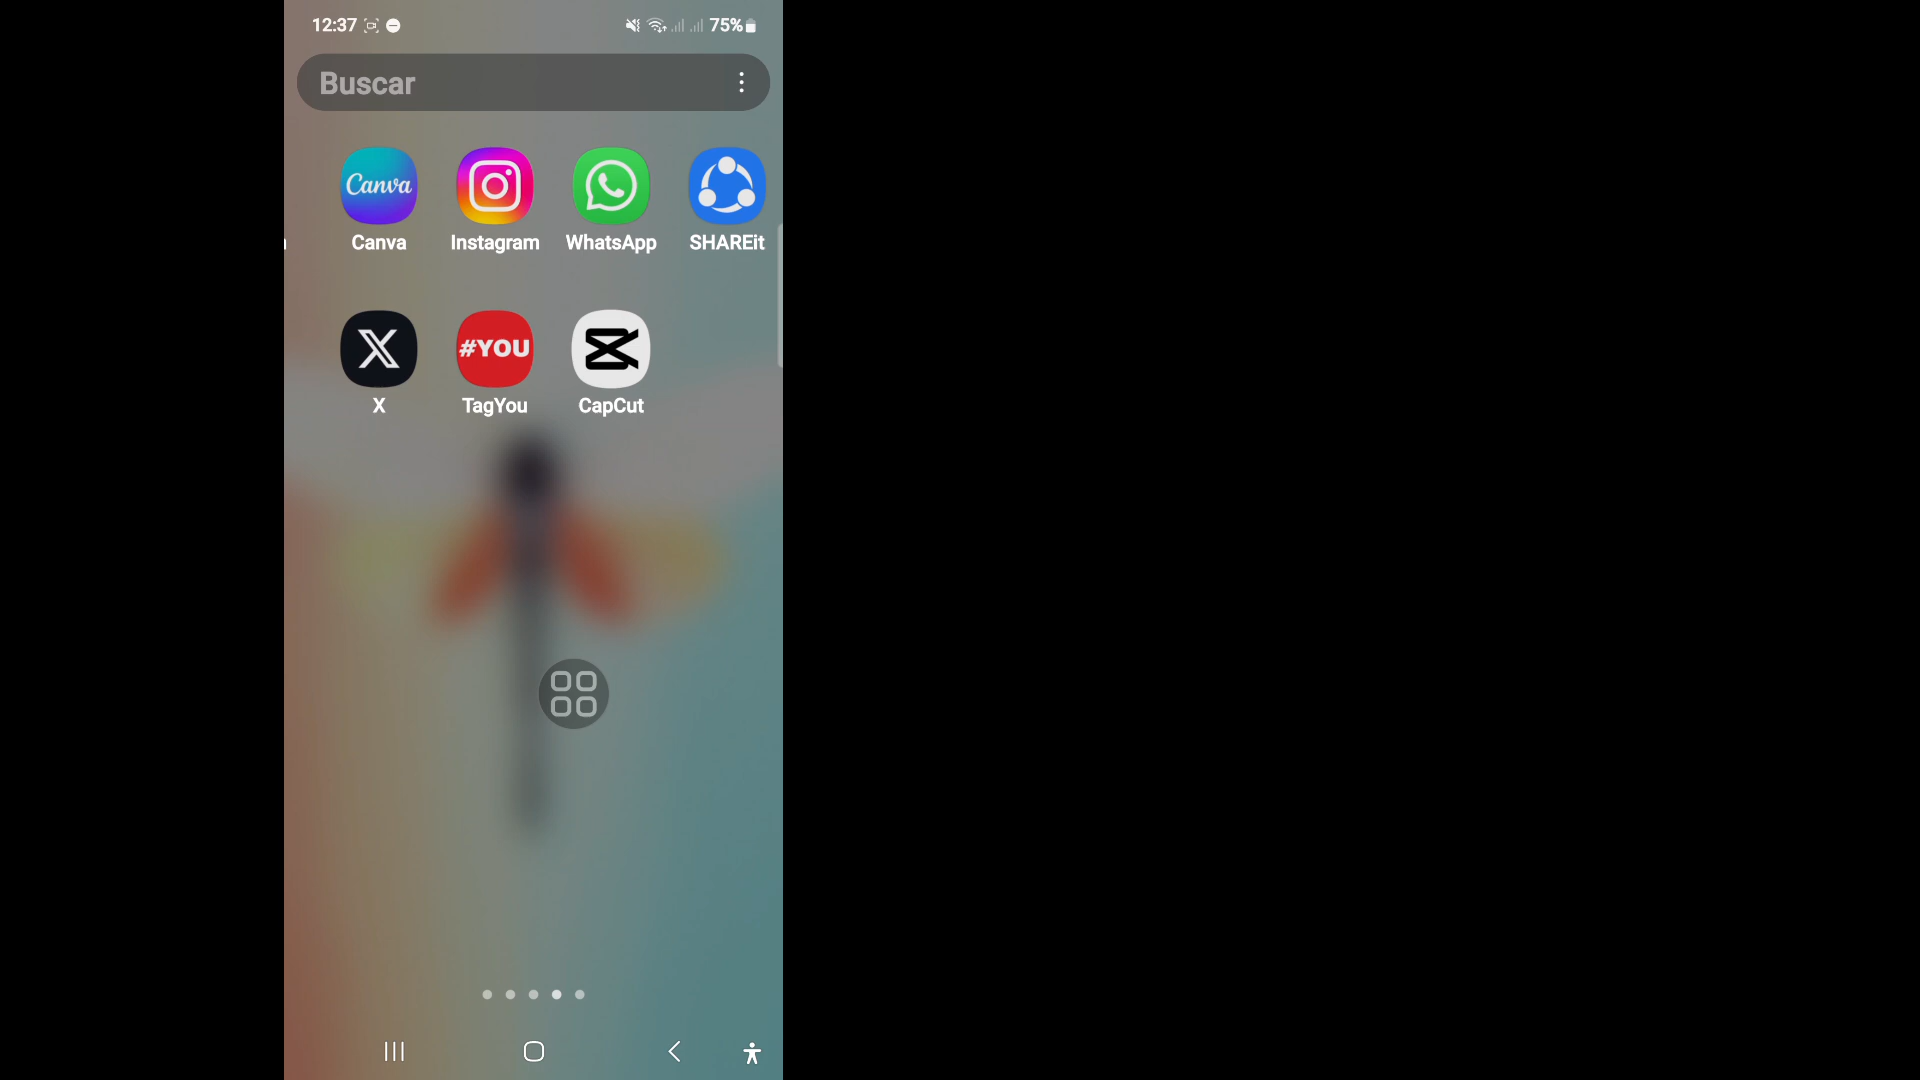 12:37 75%
Buscar
Canva
Canva Instagram WhatsApp SHAREit
#YOU
X TagYou CapCut